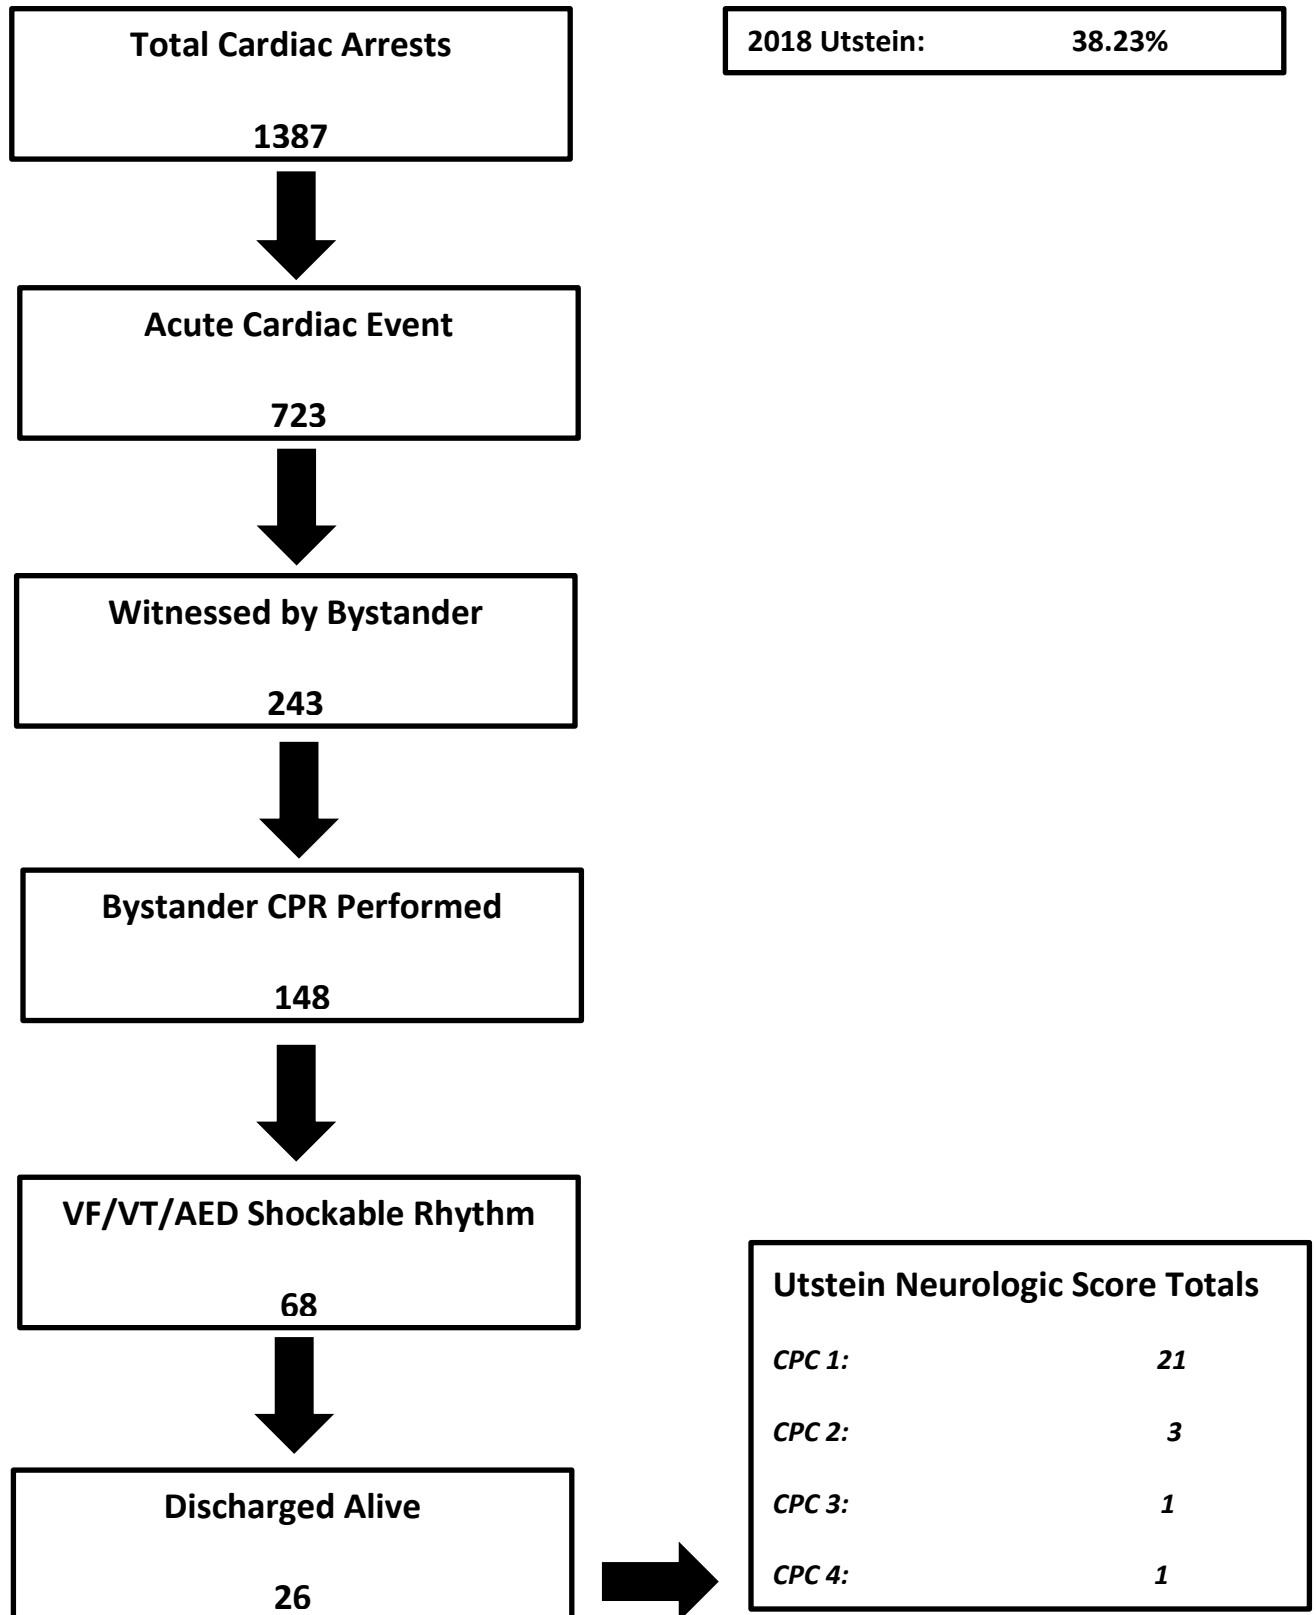 Total Cardiac Arrests
1387
2018 Utstein: 38.23%
Acute Cardiac Event
723
Witnessed by Bystander
243
Bystander CPR Performed
148
VF/VT/AED Shockable Rhythm
68
Discharged Alive
26
Utstein Neurologic Score Totals
CPC 1: 21
CPC 2: 3
CPC 3: 1
CPC 4: 1